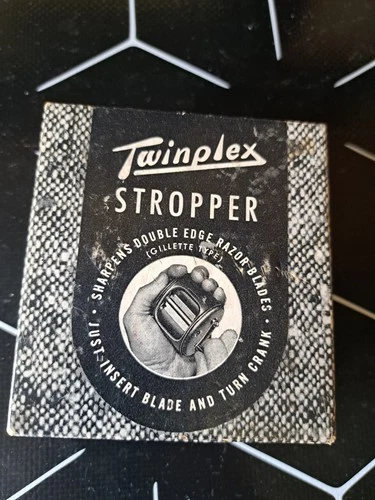 Twinplex
STROPPER
• SHARPENS DOUBLE EDGE RAZOR BLADES •
(GILLETTE TYPE)
JUST INSERT BLADE AND TURN CRANK